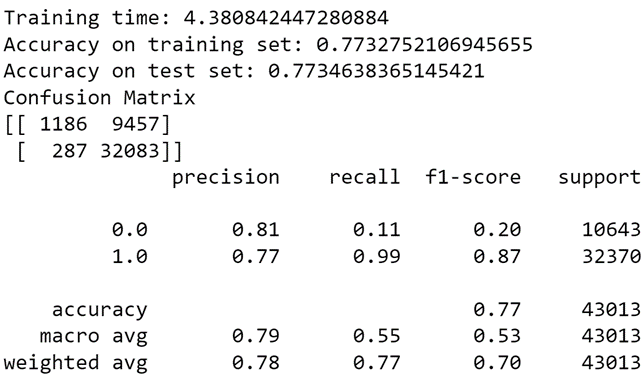 Training time: 4.380842447280884
Accuracy on training set: 0.7732752106945655
Accuracy on test set: 0.7734638365145421
Confusion Matrix
[[ 1186  9457]
 [  287 32083]]
              precision    recall  f1-score   support

         0.0       0.81      0.11      0.20     10643
         1.0       0.77      0.99      0.87     32370

    accuracy                           0.77     43013
   macro avg       0.79      0.55      0.53     43013
weighted avg       0.78      0.77      0.70     43013